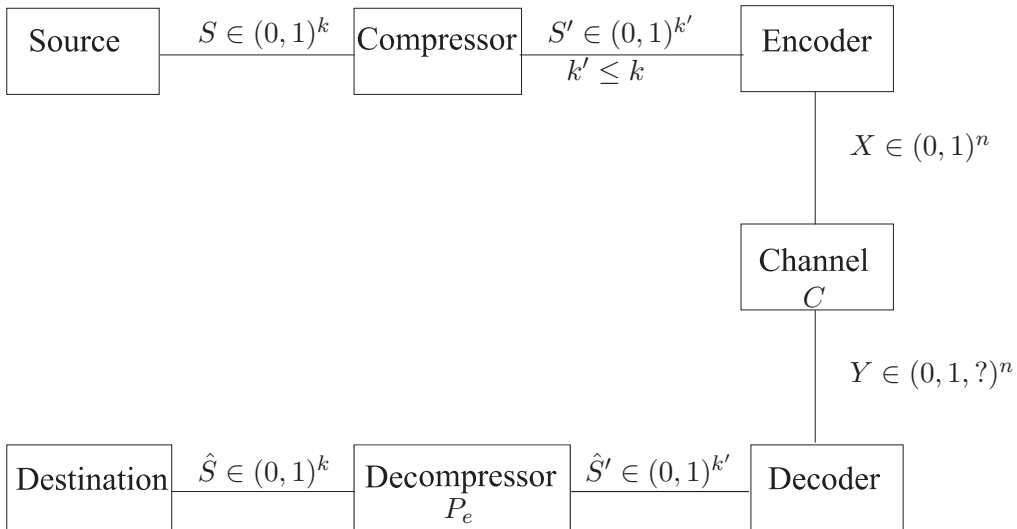 Source
S ∈ (0, 1)^k
Compressor
S′ ∈ (0, 1)^{k′}
k′ ≤ k
Encoder
X ∈ (0, 1)^n
Channel
C
Y ∈ (0, 1, ?)^n
Destination
Ŝ ∈ (0, 1)^k
Decompressor
P_e
Ŝ′ ∈ (0, 1)^{k′}
Decoder